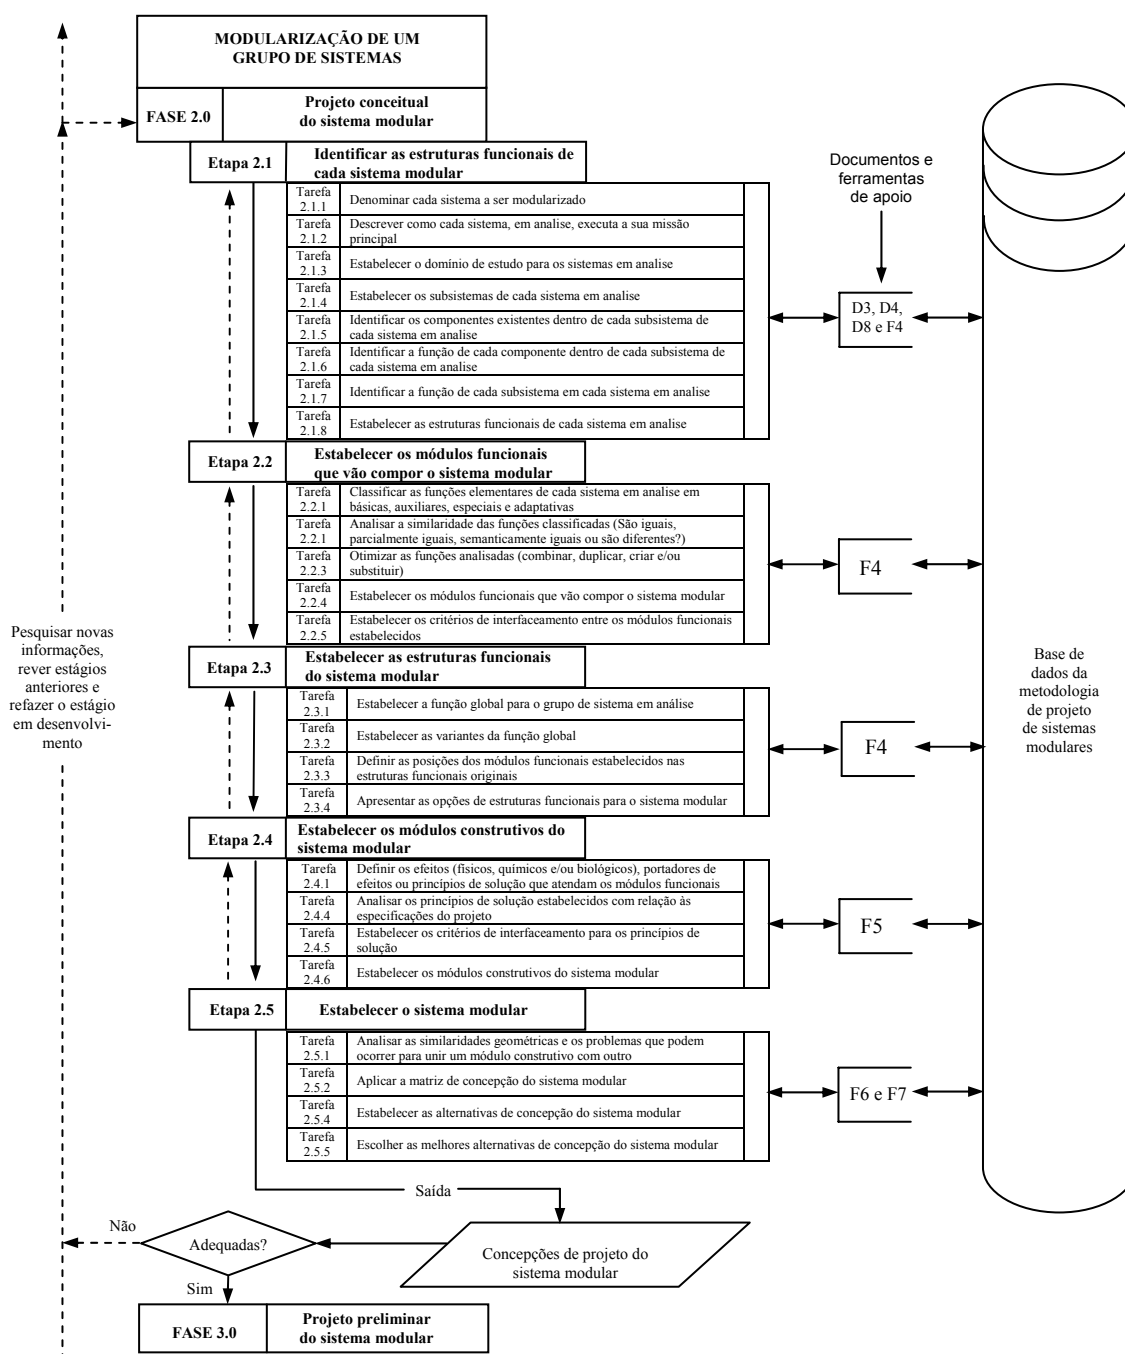 MODULARIZAÇÃO DE UM
GRUPO DE SISTEMAS
FASE 2.0
Projeto conceitual
do sistema modular
Etapa 2.1
Identificar as estruturas funcionais de
cada sistema modular
Tarefa
2.1.1
Denominar cada sistema a ser modularizado
Tarefa
2.1.2
Descrever como cada sistema, em analise, executa a sua missão
principal
Tarefa
2.1.3
Estabelecer o domínio de estudo para os sistemas em analise
Tarefa
2.1.4
Estabelecer os subsistemas de cada sistema em analise
Tarefa
2.1.5
Identificar os componentes existentes dentro de cada subsistema de
cada sistema em analise
Tarefa
2.1.6
Identificar a função de cada componente dentro de cada subsistema de
cada sistema em analise
Tarefa
2.1.7
Identificar a função de cada subsistema em cada sistema em analise
Tarefa
2.1.8
Estabelecer as estruturas funcionais de cada sistema em analise
Documentos e
ferramentas
de apoio
D3, D4,
D8 e F4
Etapa 2.2
Estabelecer os módulos funcionais
que vão compor o sistema modular
Tarefa
2.2.1
Classificar as funções elementares de cada sistema em analise em
básicas, auxiliares, especiais e adaptativas
Tarefa
2.2.1
Analisar a similaridade das funções classificadas (São iguais,
parcialmente iguais, semanticamente iguais ou são diferentes?)
Tarefa
2.2.3
Otimizar as funções analisadas (combinar, duplicar, criar e/ou
substituir)
Tarefa
2.2.4
Estabelecer os módulos funcionais que vão compor o sistema modular
Tarefa
2.2.5
Estabelecer os critérios de interfaceamento entre os módulos funcionais
estabelecidos
F4
Pesquisar novas
informações,
rever estágios
anteriores e
refazer o estágio
em desenvolvi-
mento
Base de
dados da
metodologia
de projeto
de sistemas
modulares
Etapa 2.3
Estabelecer as estruturas funcionais
do sistema modular
Tarefa
2.3.1
Estabelecer a função global para o grupo de sistema em análise
Tarefa
2.3.2
Estabelecer as variantes da função global
Tarefa
2.3.3
Definir as posições dos módulos funcionais estabelecidos nas
estruturas funcionais originais
Tarefa
2.3.4
Apresentar as opções de estruturas funcionais para o sistema modular
F4
Etapa 2.4
Estabelecer os módulos construtivos do
sistema modular
Tarefa
2.4.1
Definir os efeitos (físicos, químicos e/ou biológicos), portadores de
efeitos ou princípios de solução que atendam os módulos funcionais
Tarefa
2.4.4
Analisar os princípios de solução estabelecidos com relação às
especificações do projeto
Tarefa
2.4.5
Estabelecer os critérios de interfaceamento para os princípios de
solução
Tarefa
2.4.6
Estabelecer os módulos construtivos do sistema modular
F5
Etapa 2.5
Estabelecer o sistema modular
Tarefa
2.5.1
Analisar as similaridades geométricas e os problemas que podem
ocorrer para unir um módulo construtivo com outro
Tarefa
2.5.2
Aplicar a matriz de concepção do sistema modular
Tarefa
2.5.4
Estabelecer as alternativas de concepção do sistema modular
Tarefa
2.5.5
Escolher as melhores alternativas de concepção do sistema modular
F6 e F7
Saída
Não
Adequadas?
Concepções de projeto do
sistema modular
Sim
FASE 3.0
Projeto preliminar
do sistema modular